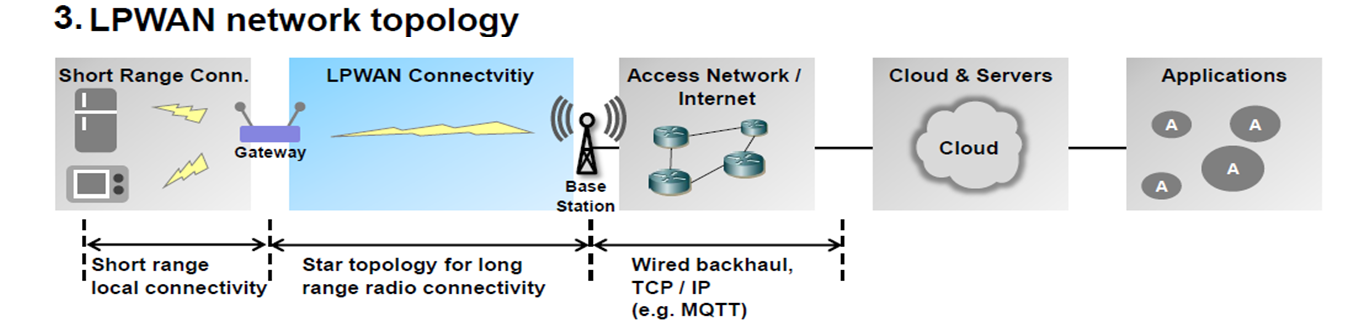 3. LPWAN network topology
Short Range Conn.
Gateway
LPWAN Connectvitiy
Base
Station
Access Network /
Internet
Cloud & Servers
Cloud
Applications
A
A
A
A
Short range
local connectivity
Star topology for long
range radio connectivity
Wired backhaul,
TCP / IP
(e.g. MQTT)